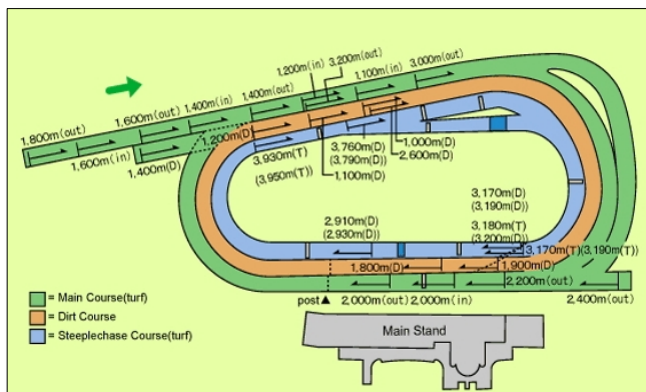 1,200m(in)
3,200m(out)
1,400m(out)
1,100m(in)
3,000m(out)
1,400m(in)
1,600m(out)
1,800m(out)
1,600m(in)
1,200m(D)
1,400m(D)
3,930m(T)
(3,950m(T))
3,760m(D)
(3,790m(D))
1,100m(D)
1,000m(D)
2,600m(D)
2,910m(D)
(2,930m(D))
3,170m(D)
(3,190m(D))
3,180m(T)
(3,200m(D))
3,170m(T)(3,190m(T))
1,800m(D)
1,900m(D)
2,200m(out)
post▲
2,000m(out)
2,000m(in)
2,400m(out)
= Main Course(turf)
= Dirt Course
= Steeplechase Course(turf)
Main Stand